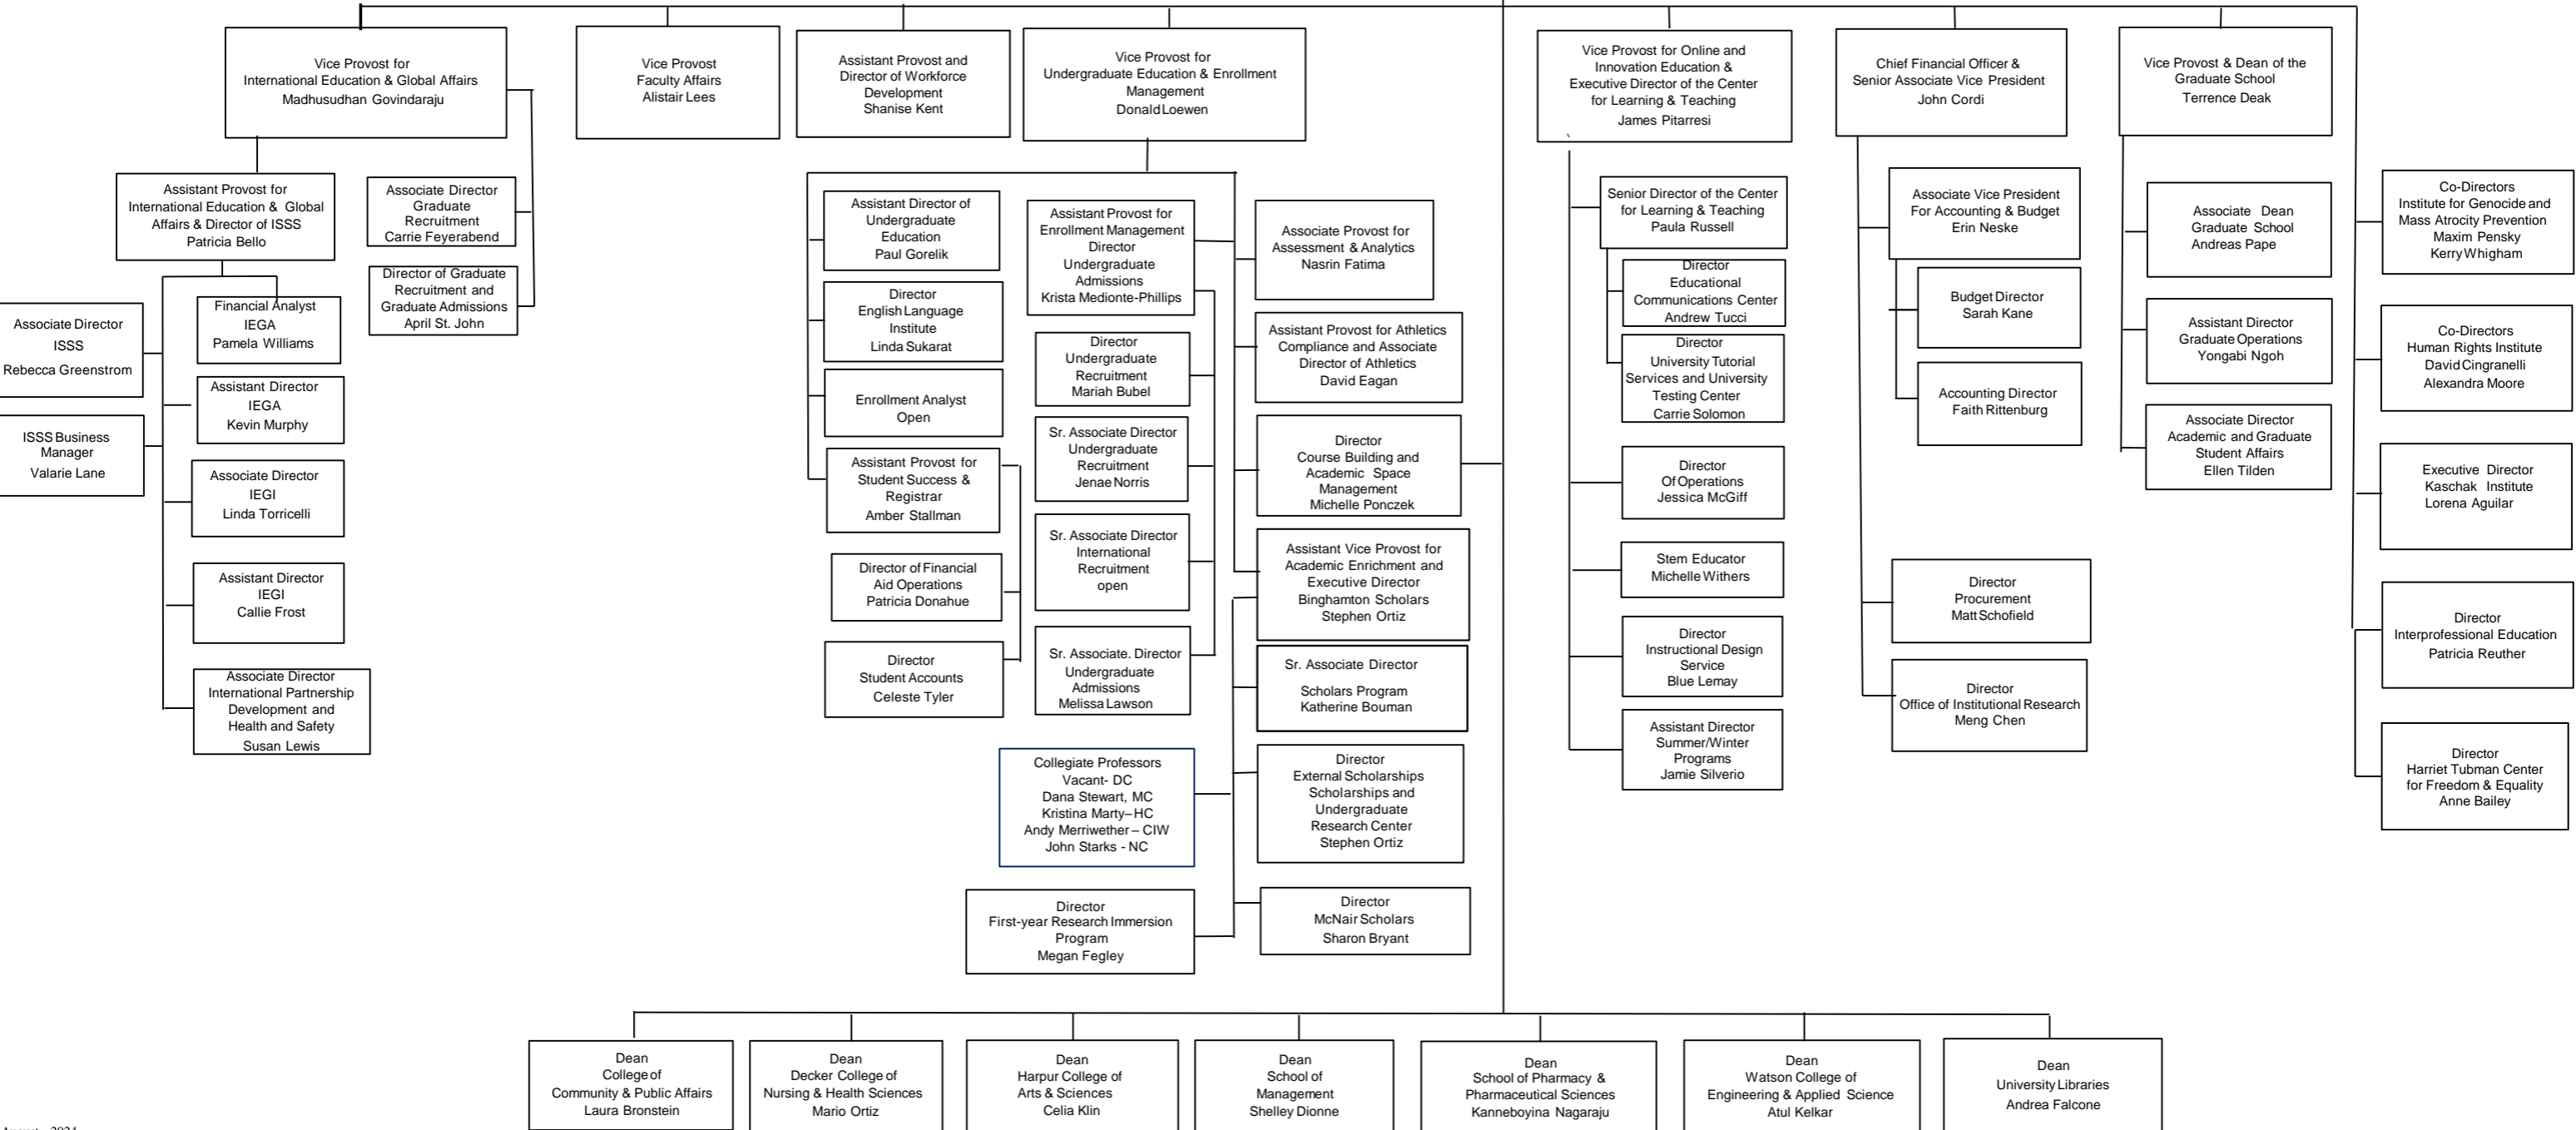 Vice Provost for
International Education & Global Affairs
Madhusudhan Govindaraju
Vice Provost
Faculty Affairs
Alistair Lees
Assistant Provost and
Director of Workforce
Development
Shanise Kent
Vice Provost for
Undergraduate Education & Enrollment
Management
Donald Loewen
Vice Provost for Online and
Innovation Education &
Executive Director of the Center
for Learning & Teaching
James Pitarresi
Chief Financial Officer &
Senior Associate Vice President
John Cordi
Vice Provost & Dean of the
Graduate School
Terrence Deak
Assistant Provost for
International Education & Global
Affairs & Director of ISSS
Patricia Bello
Associate Director
Graduate
Recruitment
Carrie Feyerabend
Director of Graduate
Recruitment and
Graduate Admissions
April St. John
Associate Director
ISSS
Rebecca Greenstrom
ISSS Business
Manager
Valarie Lane
Financial Analyst
IEGA
Pamela Williams
Assistant Director
IEGA
Kevin Murphy
Associate Director
IEGI
Linda Torricelli
Assistant Director
IEGI
Callie Frost
Associate Director
International Partnership
Development and
Health and Safety
Susan Lewis
Assistant Director of
Undergraduate
Education
Paul Gorelik
Director
English Language
Institute
Linda Sukarat
Enrollment Analyst
Open
Assistant Provost for
Student Success &
Registrar
Amber Stallman
Director of Financial
Aid Operations
Patricia Donahue
Director
Student Accounts
Celeste Tyler
Assistant Provost for
Enrollment Management
Director
Undergraduate
Admissions
Krista Medionte-Phillips
Director
Undergraduate
Recruitment
Mariah Bubel
Sr. Associate Director
Undergraduate
Recruitment
Jenae Norris
Sr. Associate Director
International
Recruitment
open
Sr. Associate. Director
Undergraduate
Admissions
Melissa Lawson
Collegiate Professors
Vacant- DC
Dana Stewart, MC
Kristina Marty–HC
Andy Merriwether – CIW
John Starks - NC
Director
First-year Research Immersion
Program
Megan Fegley
Associate Provost for
Assessment & Analytics
Nasrin Fatima
Assistant Provost for Athletics
Compliance and Associate
Director of Athletics
David Eagan
Director
Course Building and
Academic Space
Management
Michelle Ponczek
Assistant Vice Provost for
Academic Enrichment and
Executive Director
Binghamton Scholars
Stephen Ortiz
Sr. Associate Director
Scholars Program
Katherine Bouman
Director
External Scholarships
Scholarships and
Undergraduate
Research Center
Stephen Ortiz
Director
McNair Scholars
Sharon Bryant
Senior Director of the Center
for Learning & Teaching
Paula Russell
Director
Educational
Communications Center
Andrew Tucci
Director
University Tutorial
Services and University
Testing Center
Carrie Solomon
Director
Of Operations
Jessica McGiff
Stem Educator
Michelle Withers
Director
Instructional Design
Service
Blue Lemay
Assistant Director
Summer/Winter
Programs
Jamie Silverio
Associate Vice President
For Accounting & Budget
Erin Neske
Budget Director
Sarah Kane
Accounting Director
Faith Rittenburg
Director
Procurement
Matt Schofield
Director
Office of Institutional Research
Meng Chen
Associate Dean
Graduate School
Andreas Pape
Assistant Director
Graduate Operations
Yongabi Ngoh
Associate Director
Academic and Graduate
Student Affairs
Ellen Tilden
Co-Directors
Institute for Genocide and
Mass Atrocity Prevention
Maxim Pensky
Kerry Whigham
Co-Directors
Human Rights Institute
David Cingranelli
Alexandra Moore
Executive Director
Kaschak Institute
Lorena Aguilar
Director
Interprofessional Education
Patricia Reuther
Director
Harriet Tubman Center
for Freedom & Equality
Anne Bailey
Dean
College of
Community & Public Affairs
Laura Bronstein
Dean
Decker College of
Nursing & Health Sciences
Mario Ortiz
Dean
Harpur College of
Arts & Sciences
Celia Klin
Dean
School of
Management
Shelley Dionne
Dean
School of Pharmacy &
Pharmaceutical Sciences
Kanneboyina Nagaraju
Dean
Watson College of
Engineering & Applied Science
Atul Kelkar
Dean
University Libraries
Andrea Falcone